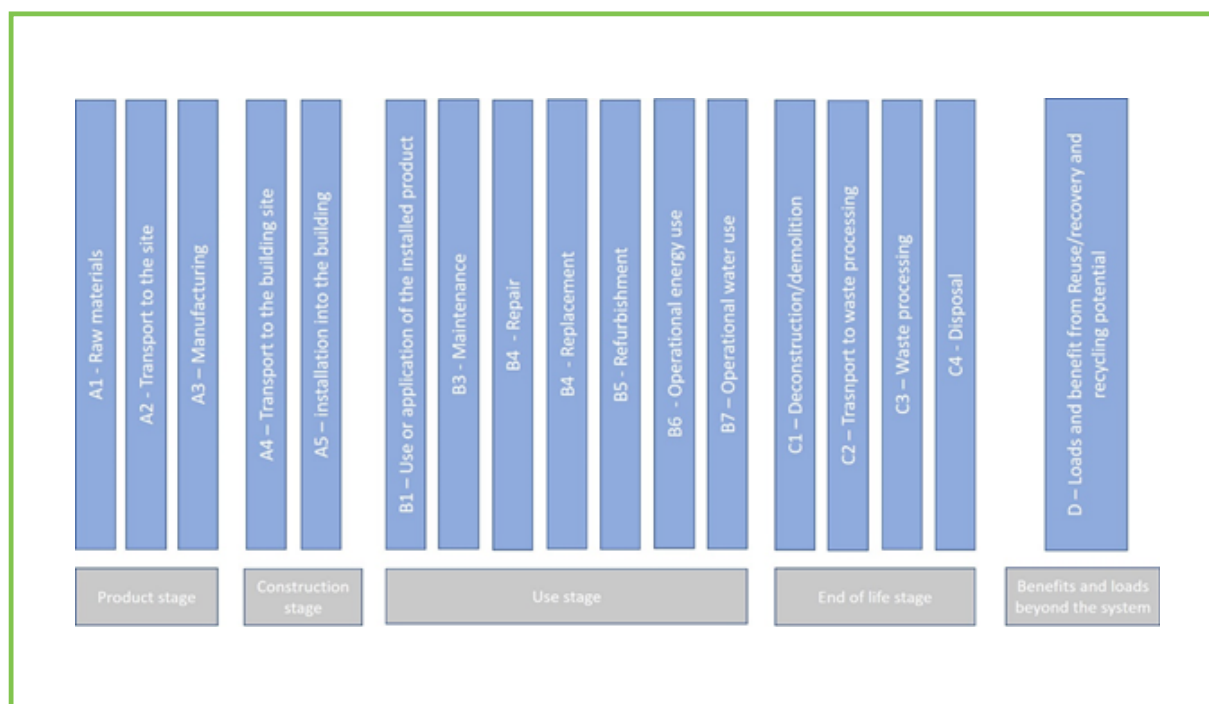 A1 - Raw materials
A2 - Transport to the site
A3 – Manufacturing
A4 – Transport to the building site
A5 – installation into the building
B1 – Use or application of the installed product
B3 - Maintenance
B4 - Repair
B4 - Replacement
B5 - Refurbishment
B6 - Operational energy use
B7 – Operational water use
C1 – Deconstruction/demolition
C2 – Trasnport to waste processing
C3 – Waste processing
C4 - Disposal
D – Loads and benefit from Reuse/recovery and
recycling potential
Product stage
Construction
stage
Use stage
End of life stage
Benefits and loads
beyond the system